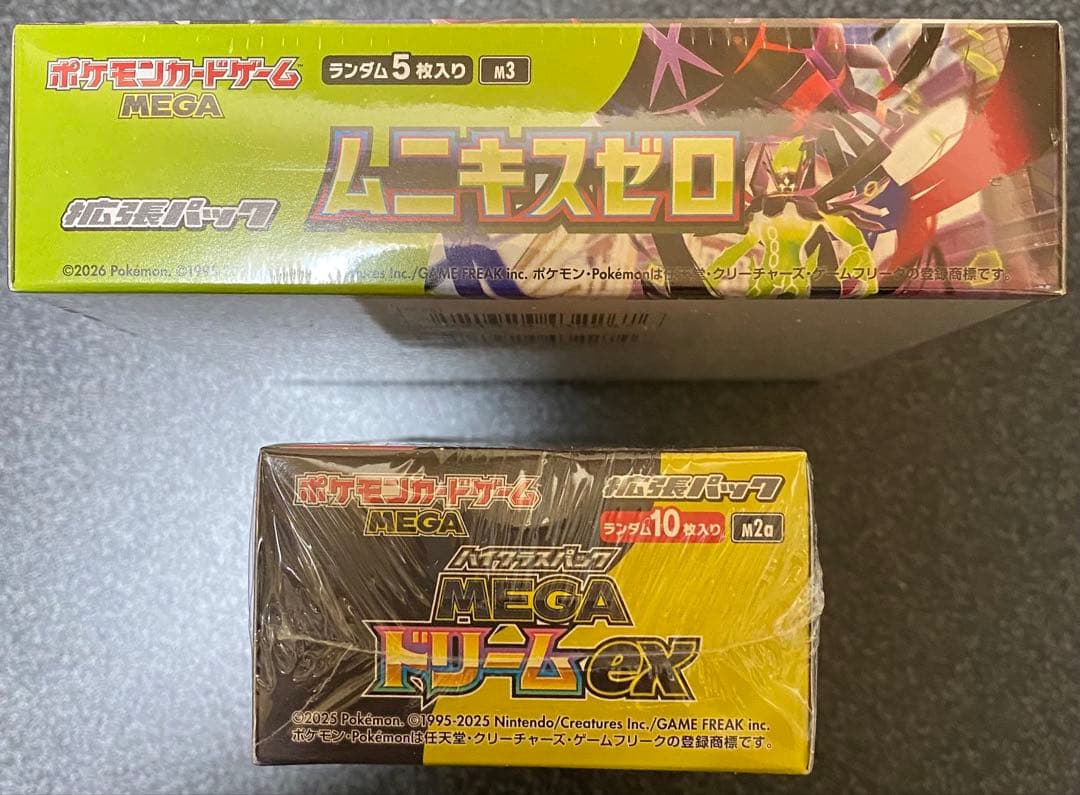 ポケモンカードゲーム™ ランダム5枚入り M3
MEGA
ムニキスゼロ
拡張パック
©2026 Pokémon. ©1995-20 Creatures Inc./GAME FREAK inc. ポケモン・Pokémonは任天堂・クリーチャーズ・ゲームフリークの登録商標です。
ポケモンカードゲーム 拡張パック
MEGA ランダム10枚入り M2a
ハイクラスパック
MEGA
ドリームex
©2025 Pokémon. ©1995-2025 Nintendo/Creatures Inc./GAME FREAK inc.
ポケモン・Pokémonは任天堂・クリーチャーズ・ゲームフリークの登録商標です。